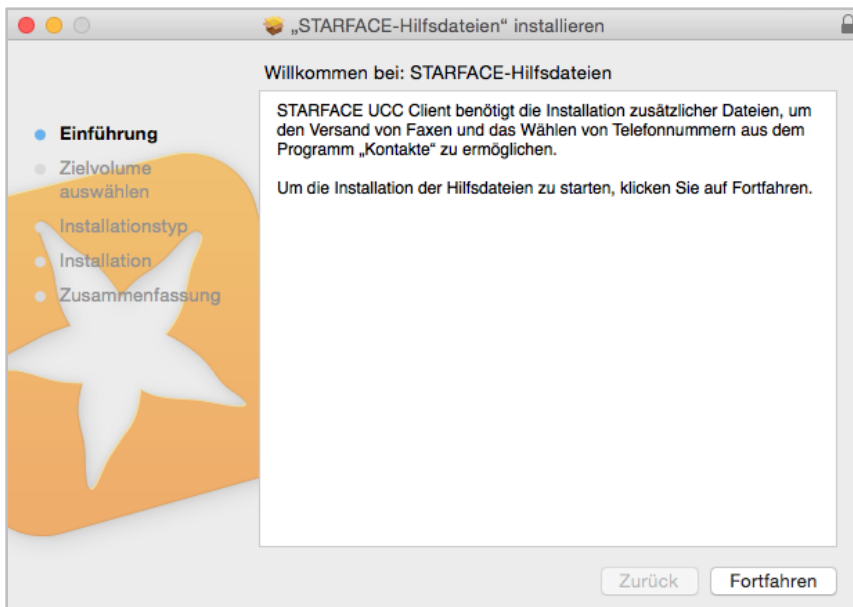 „STARFACE-Hilfsdateien“ installieren
Willkommen bei: STARFACE-Hilfsdateien
Einführung
Zielvolume
auswählen
Installationstyp
Installation
Zusammenfassung
STARFACE UCC Client benötigt die Installation zusätzlicher Dateien, um
den Versand von Faxen und das Wählen von Telefonnummern aus dem
Programm „Kontakte“ zu ermöglichen.
Um die Installation der Hilfsdateien zu starten, klicken Sie auf Fortfahren.
Zurück
Fortfahren